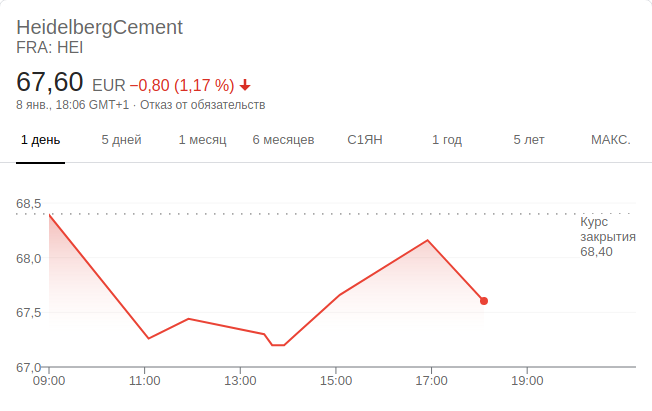 HeidelbergCement
FRA: HEI
67,60 EUR −0,80 (1,17 %)
8 янв., 18:06 GMT+1 · Отказ от обязательств
1 день 5 дней 1 месяц 6 месяцев С1ЯН 1 год 5 лет МАКС.
68,5
Курс
закрытия
68,40
68,0
67,5
67,0
09:00 11:00 13:00 15:00 17:00 19:00